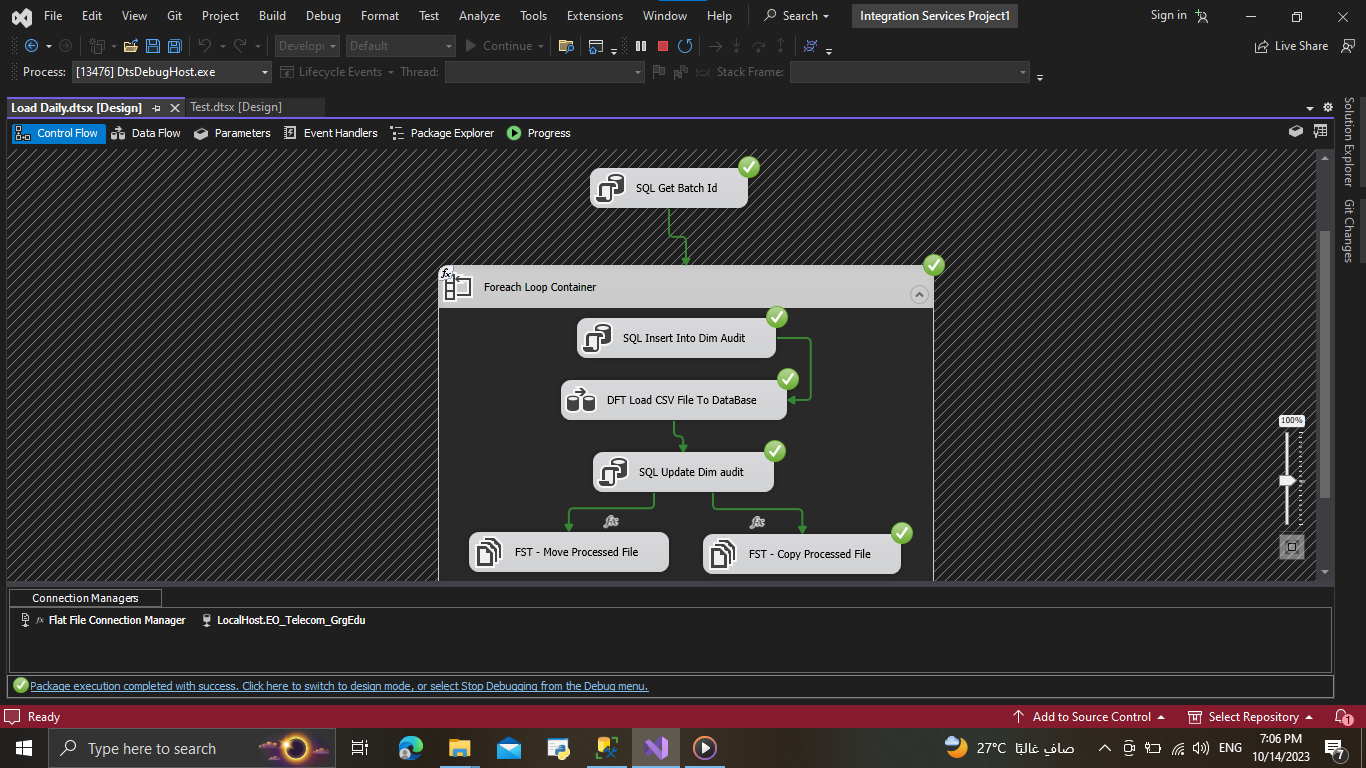 File Edit View Git Project Build Debug Format Test Analyze Tools Extensions Window Help Search Integration Services Project1 Sign in
Develop Default Continue Live Share
Process: [13476] DtsDebugHost.exe Lifecycle Events Thread: Stack Frame:
Load Daily.dtsx [Design] Test.dtsx [Design]
Control Flow Data Flow Parameters Event Handlers Package Explorer Progress
Solution Explorer
Git Changes
SQL Get Batch Id
fx
Foreach Loop Container
SQL Insert Into Dim Audit
DFT Load CSV File To DataBase
100%
SQL Update Dim audit
fx fx
FST - Move Processed File FST - Copy Processed File
Connection Managers
fx Flat File Connection Manager LocalHost.EO_Telecom_GrgEdu
Package execution completed with success. Click here to switch to design mode, or select Stop Debugging from the Debug menu.
Ready Add to Source Control Select Repository 1
Type here to search 27°C صافٍ غالبًا ENG 7:06 PM
10/14/2023 7